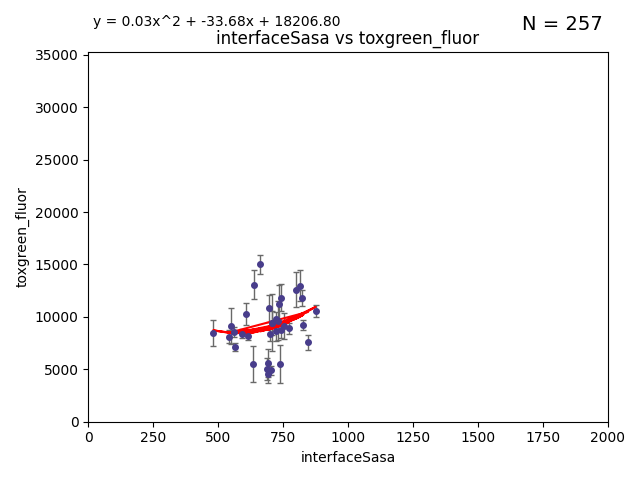 y = 0.03x^2 + -33.68x + 18206.80
N = 257
interfaceSasa vs toxgreen_fluor
35000
30000
25000
20000
15000
10000
5000
0
toxgreen_fluor
0 250 500 750 1000 1250 1500 1750 2000
interfaceSasa